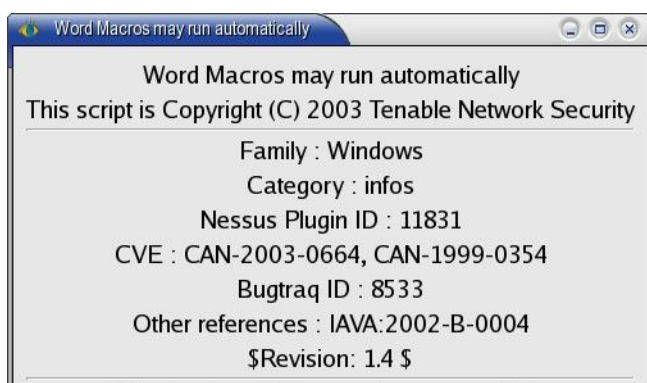 Word Macros may run automatically
Word Macros may run automatically
This script is Copyright (C) 2003 Tenable Network Security
Family : Windows
Category : infos
Nessus Plugin ID : 11831
CVE : CAN-2003-0664, CAN-1999-0354
Bugtraq ID : 8533
Other references : IAVA:2002-B-0004
$Revision: 1.4 $